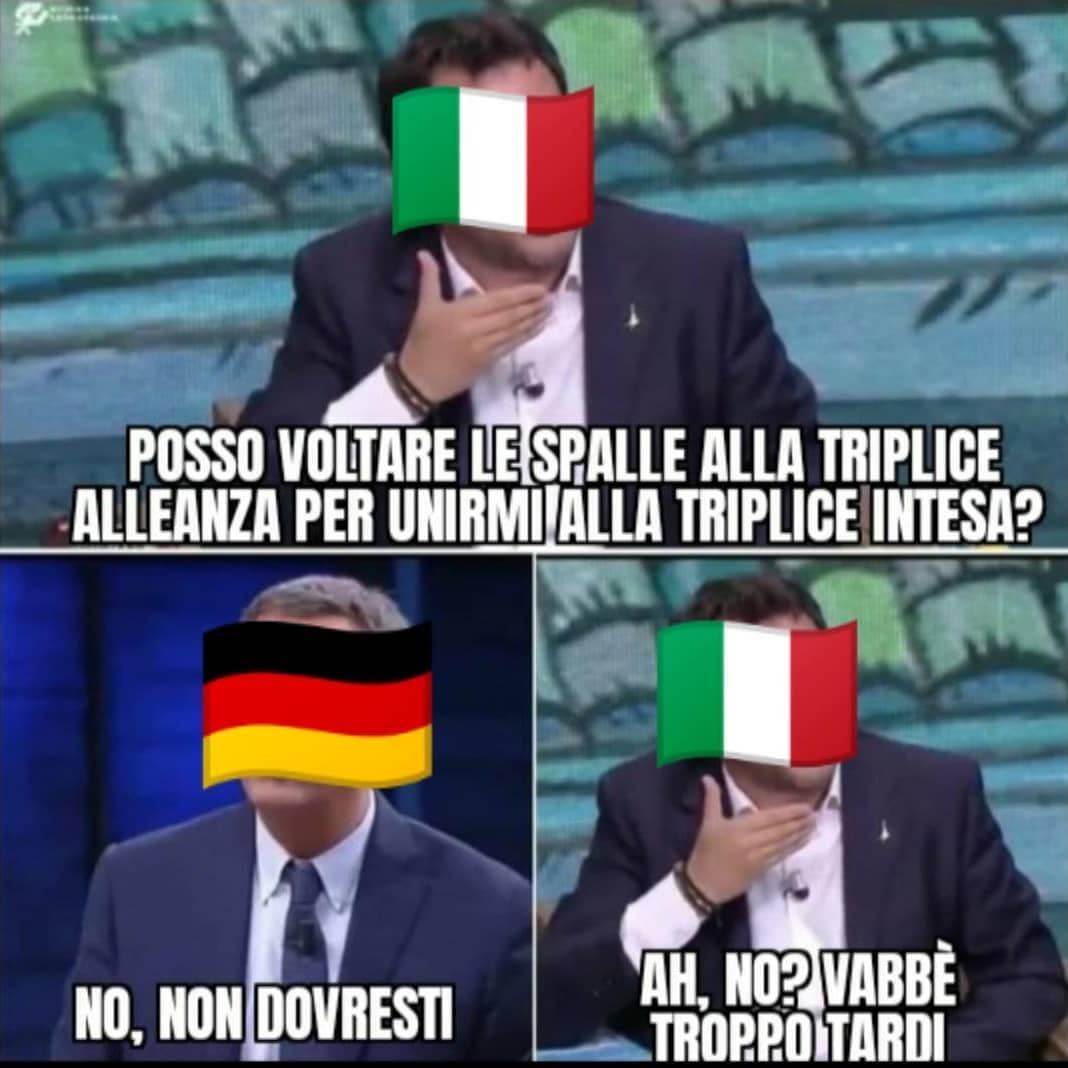 POSSO VOLTARE LE SPALLE ALLA TRIPLICE
ALLEANZA PER UNIRMI ALLA TRIPLICE INTESA?
NO, NON DOVRESTI
AH, NO? VABBÈ
TROPPO TARDI